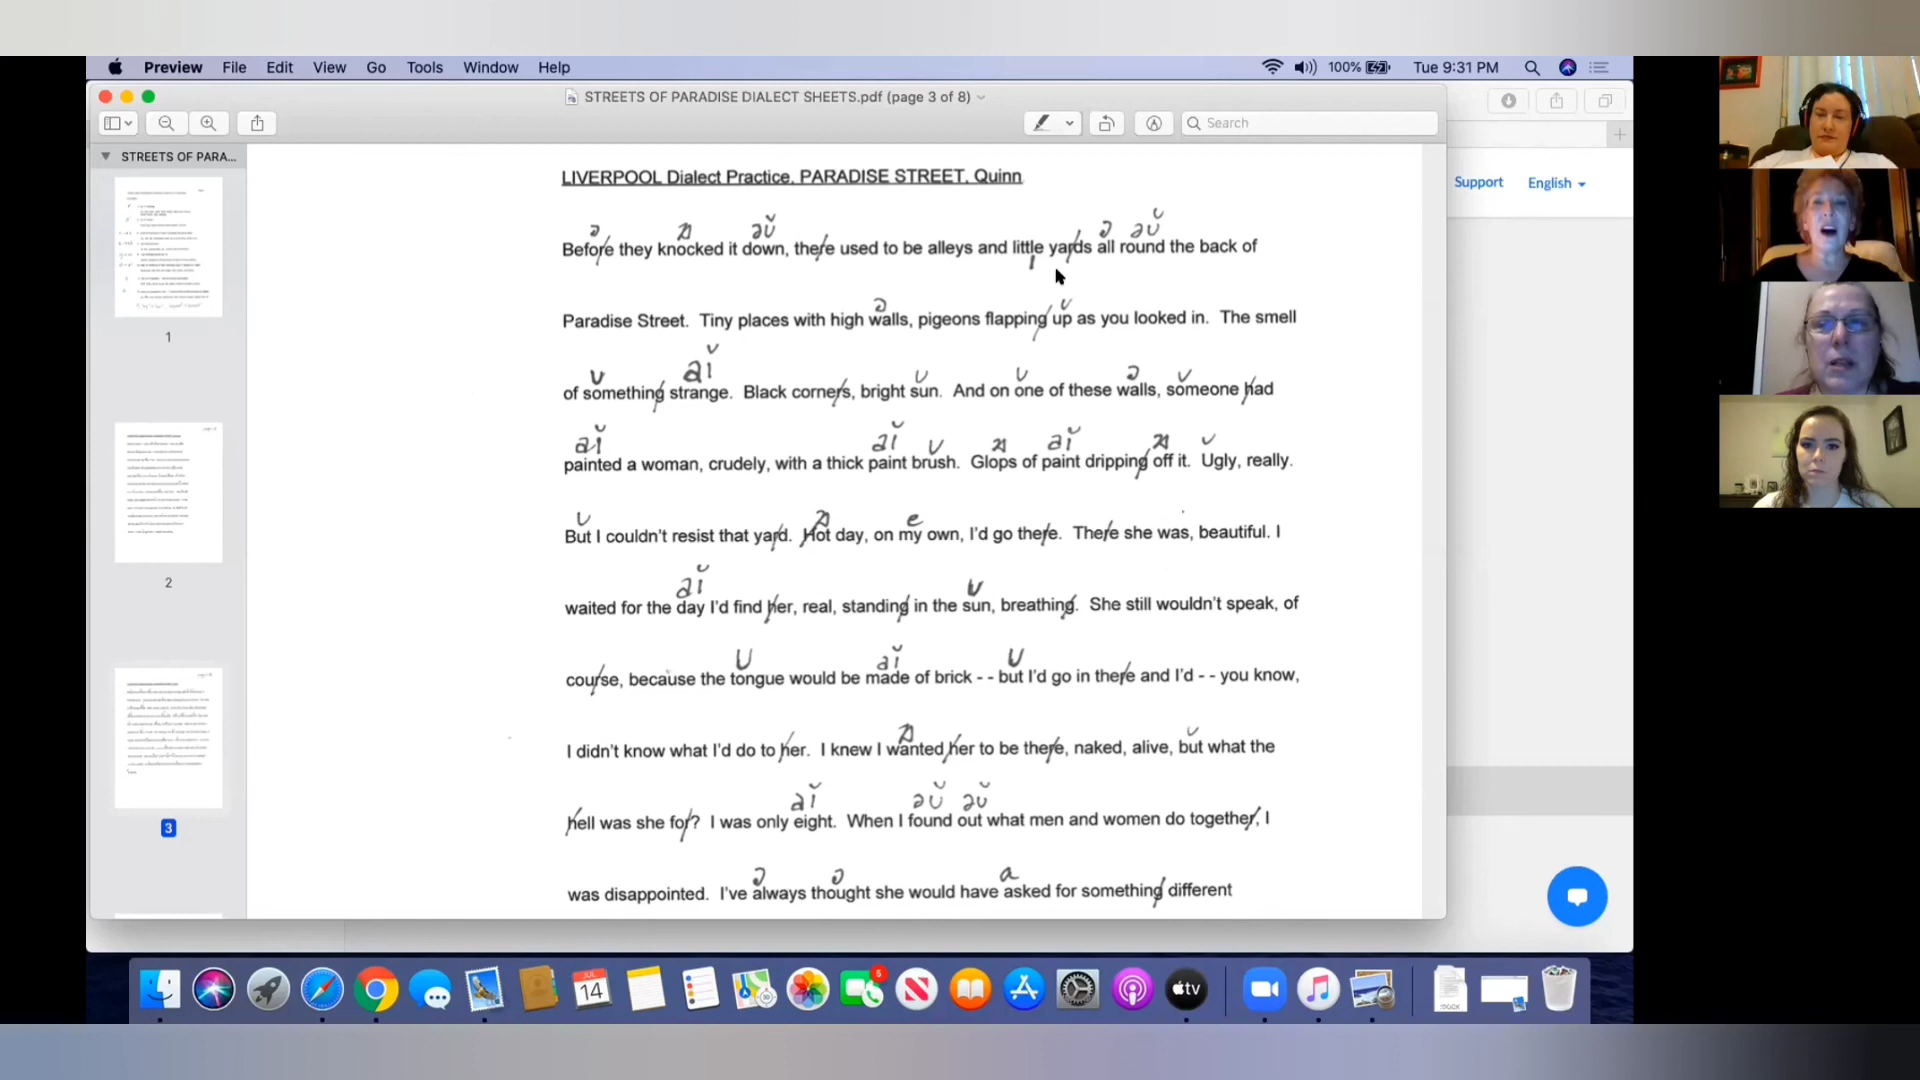 Preview File Edit View Go Tools Window Help
100% Tue 9:31 PM
STREETS OF PARADISE DIALECT SHEETS.pdf (page 3 of 8)
Search
STREETS OF PARA...
1
2
3
Support English
LIVERPOOL Dialect Practice, PARADISE STREET, Quinn
Before they knocked it down, there used to be alleys and little yards all round the back of
Paradise Street. Tiny places with high walls, pigeons flapping up as you looked in. The smell
of something strange. Black corners, bright sun. And on one of these walls, someone had
painted a woman, crudely, with a thick paint brush. Glops of paint dripping off it. Ugly, really.
But I couldn't resist that yard. Hot day, on my own, I'd go there. There she was, beautiful. I
waited for the day I'd find her, real, standing in the sun, breathing. She still wouldn't speak, of
course, because the tongue would be made of brick - - but I'd go in there and I'd - - you know,
I didn't know what I'd do to her. I knew I wanted her to be there, naked, alive, but what the
hell was she for? I was only eight. When I found out what men and women do together, I
was disappointed. I've always thought she would have asked for something different
JUL
14
5
tv
DOCX